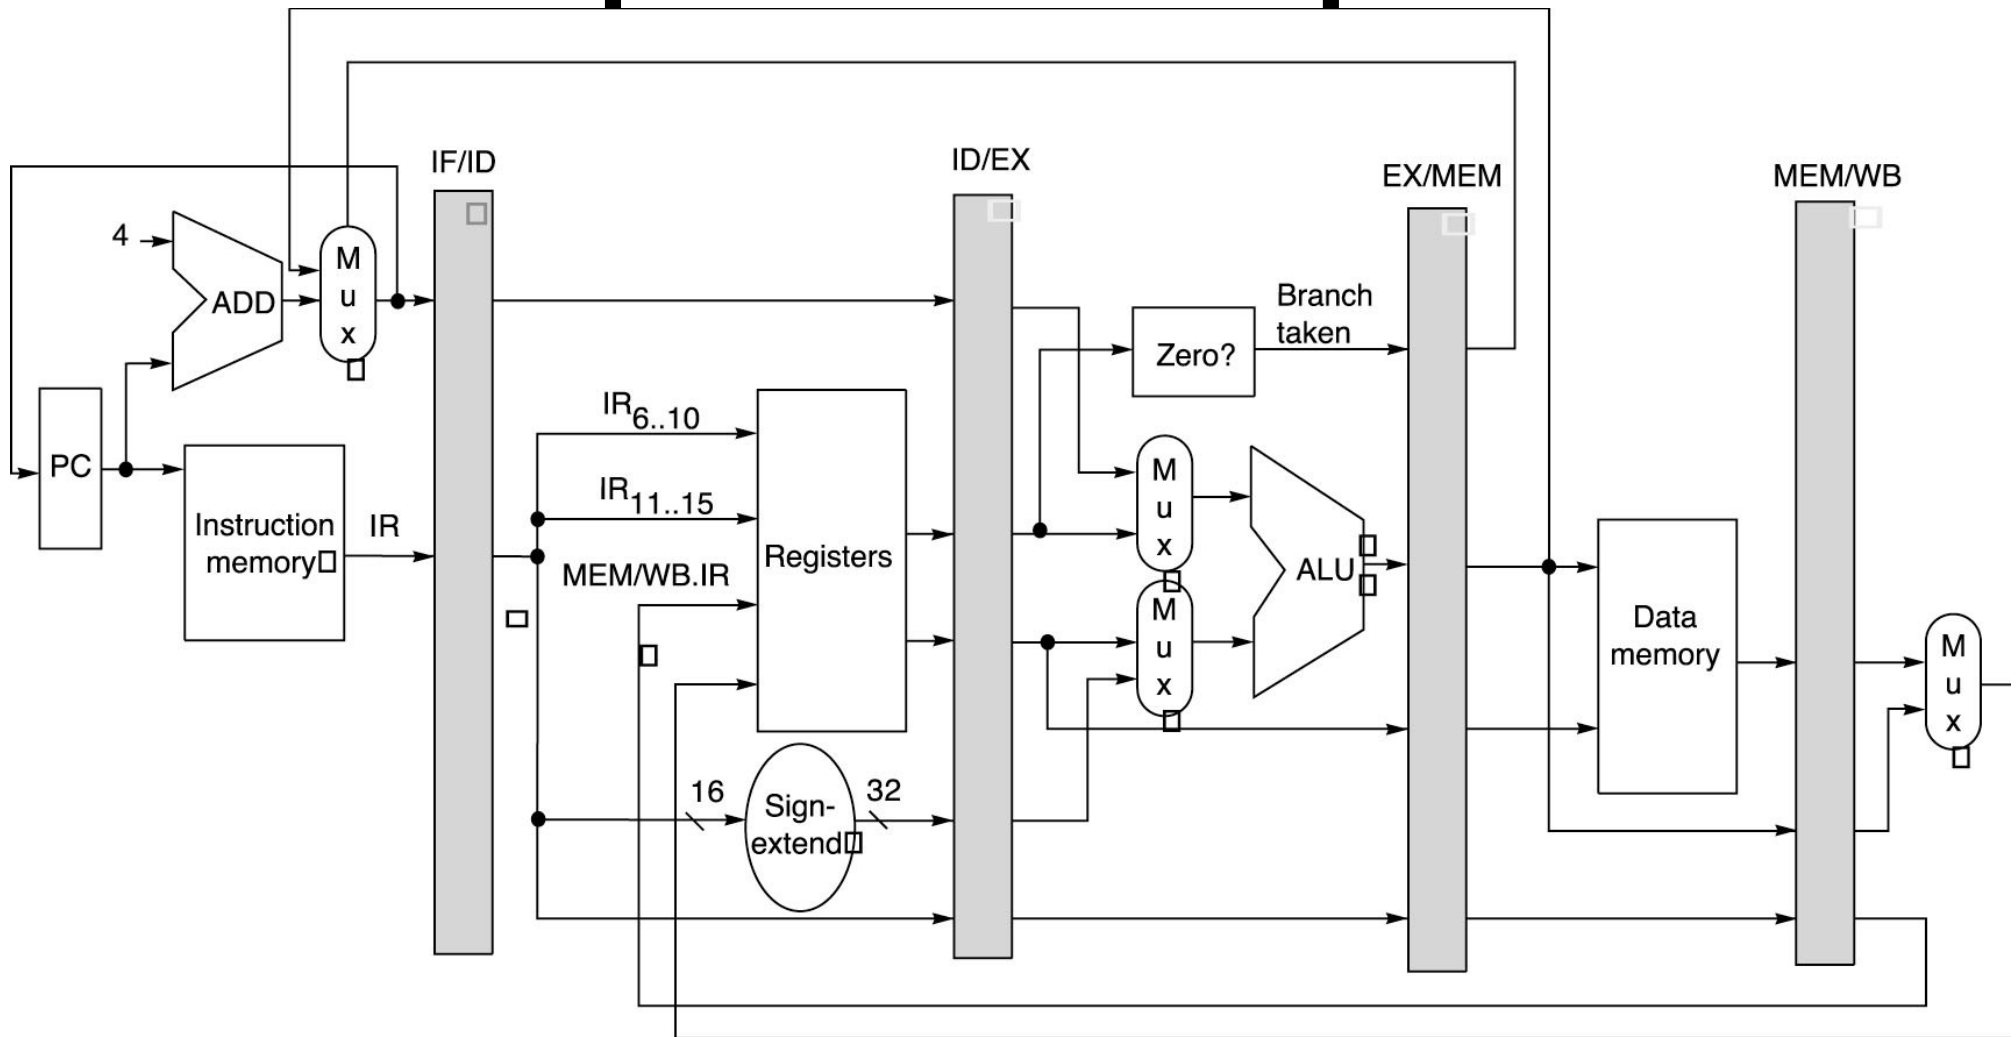 IF/ID
ID/EX
EX/MEM
MEM/WB
4
ADD
M
u
x
Branch
taken
Zero?
PC
Instruction
memory
IR
IR6..10
IR11..15
MEM/WB.IR
Registers
M
u
x
M
u
x
ALU
Data
memory
M
u
x
16
Sign-
extend
32